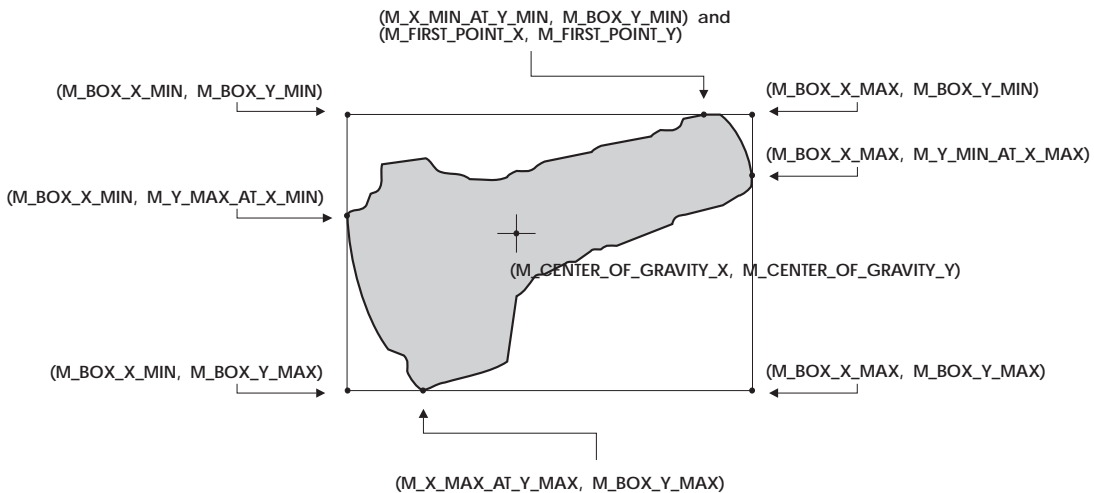 (M_X_MIN_AT_Y_MIN, M_BOX_Y_MIN) and
(M_FIRST_POINT_X, M_FIRST_POINT_Y)
(M_BOX_X_MIN, M_BOX_Y_MIN)
(M_BOX_X_MAX, M_BOX_Y_MIN)
(M_BOX_X_MAX, M_Y_MIN_AT_X_MAX)
(M_BOX_X_MIN, M_Y_MAX_AT_X_MIN)
(M_CENTER_OF_GRAVITY_X, M_CENTER_OF_GRAVITY_Y)
(M_BOX_X_MIN, M_BOX_Y_MAX)
(M_BOX_X_MAX, M_BOX_Y_MAX)
(M_X_MAX_AT_Y_MAX, M_BOX_Y_MAX)